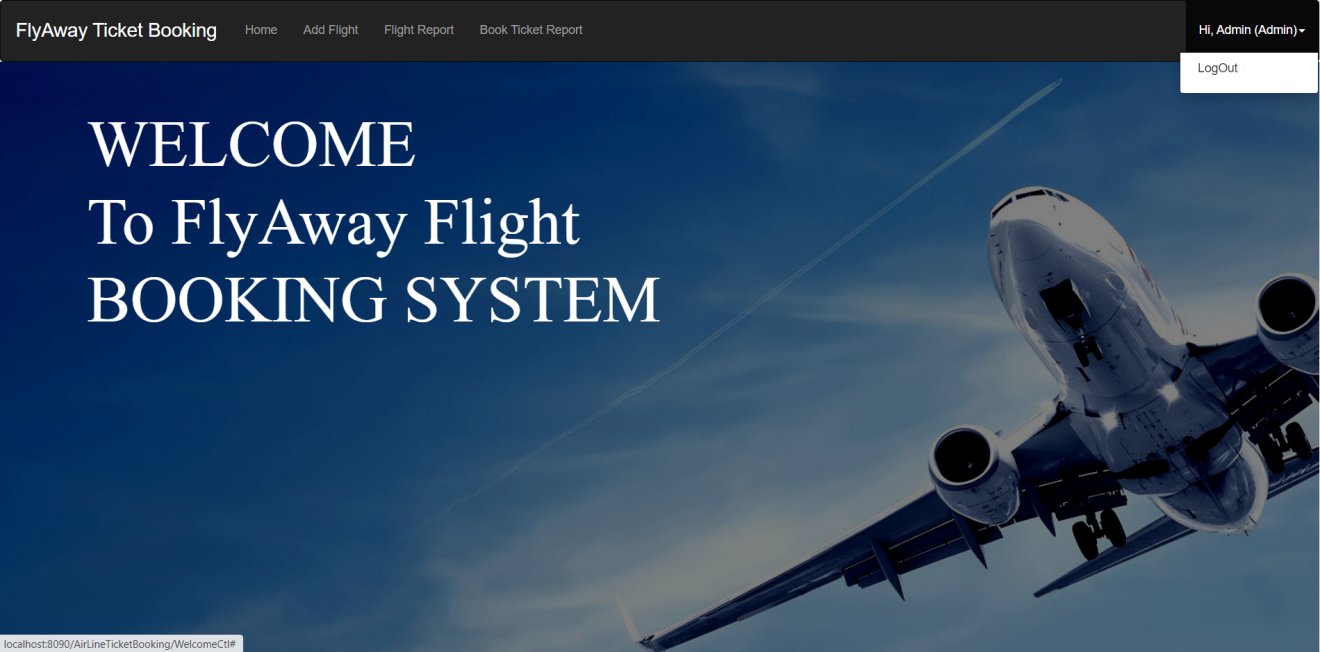 FlyAway Ticket Booking Home Add Flight Flight Report Book Ticket Report Hi, Admin (Admin)
LogOut
WELCOME
To FlyAway Flight
BOOKING SYSTEM
localhost:8090/AirLineTicketBooking/WelcomeCtl#